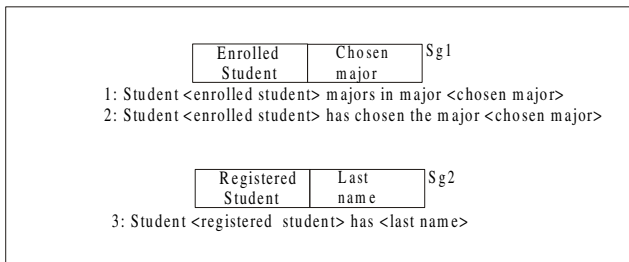 Enrolled Student Chosen major Sg1
1: Student <enrolled student> majors in major <chosen major>
2: Student <enrolled student> has chosen the major <chosen major>
Registered Student Last name Sg2
3: Student <registered student> has <last name>